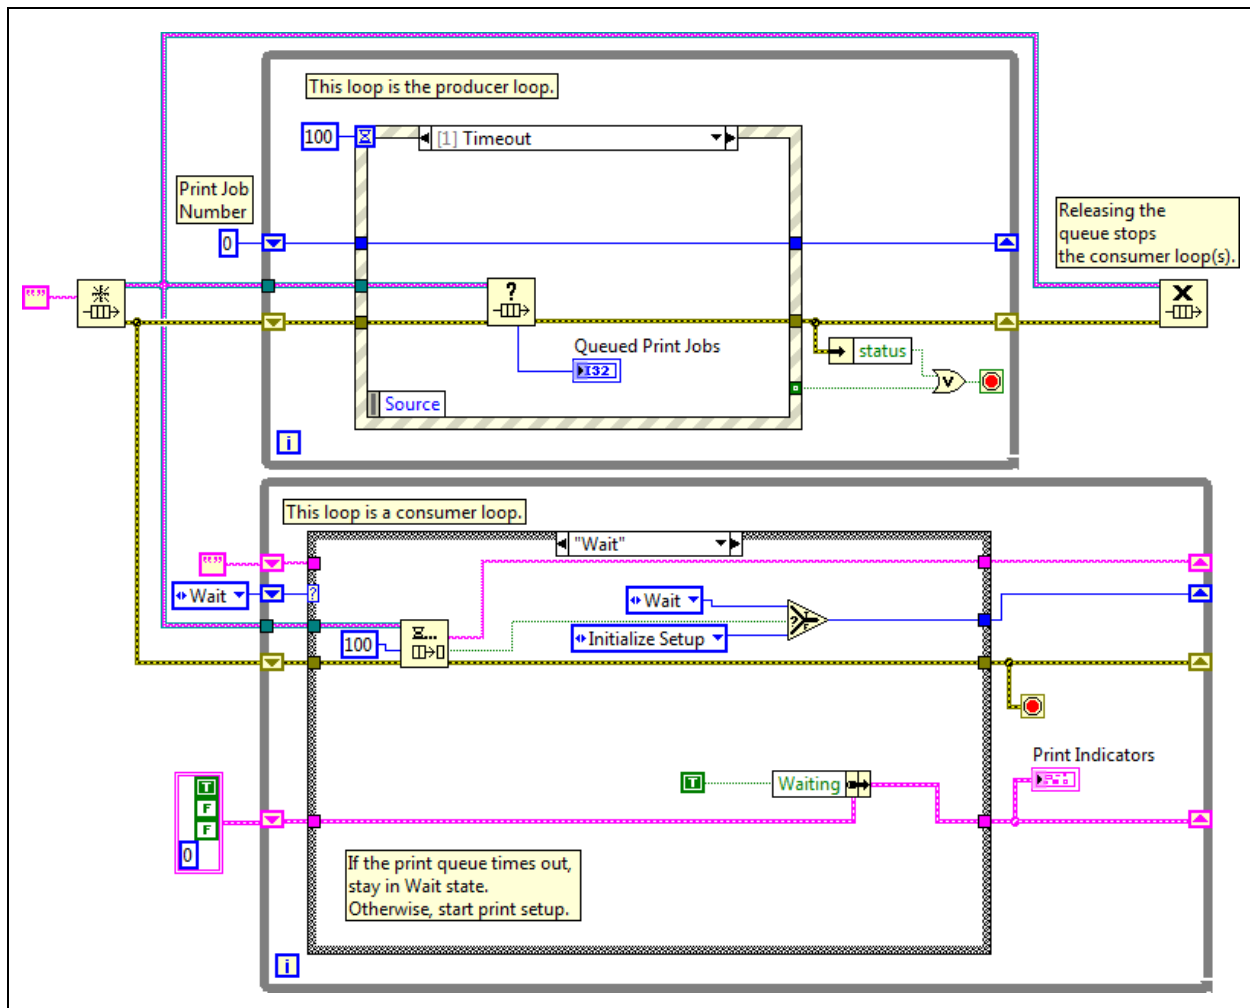 This loop is the producer loop.
100
[1] Timeout
Print Job
Number
0
Releasing the
queue stops
the consumer loop(s).
""
?
X
Queued Print Jobs
I32
status
V
Source
i
This loop is a consumer loop.
"Wait"
""
Wait
?
Wait
100
?
T
F
Initialize Setup
T
F
F
0
T
Waiting
Print Indicators
If the print queue times out,
stay in Wait state.
Otherwise, start print setup.
i